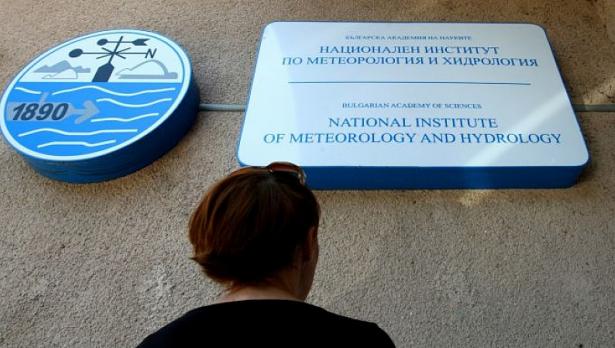 N
1890
БЪЛГАРСКА АКАДЕМИЯ НА НАУКИТЕ
НАЦИОНАЛЕН ИНСТИТУТ
ПО МЕТЕОРОЛОГИЯ И ХИДРОЛОГИЯ
BULGARIAN ACADEMY OF SCIENCES
NATIONAL INSTITUTE
OF METEOROLOGY AND HYDROLOGY